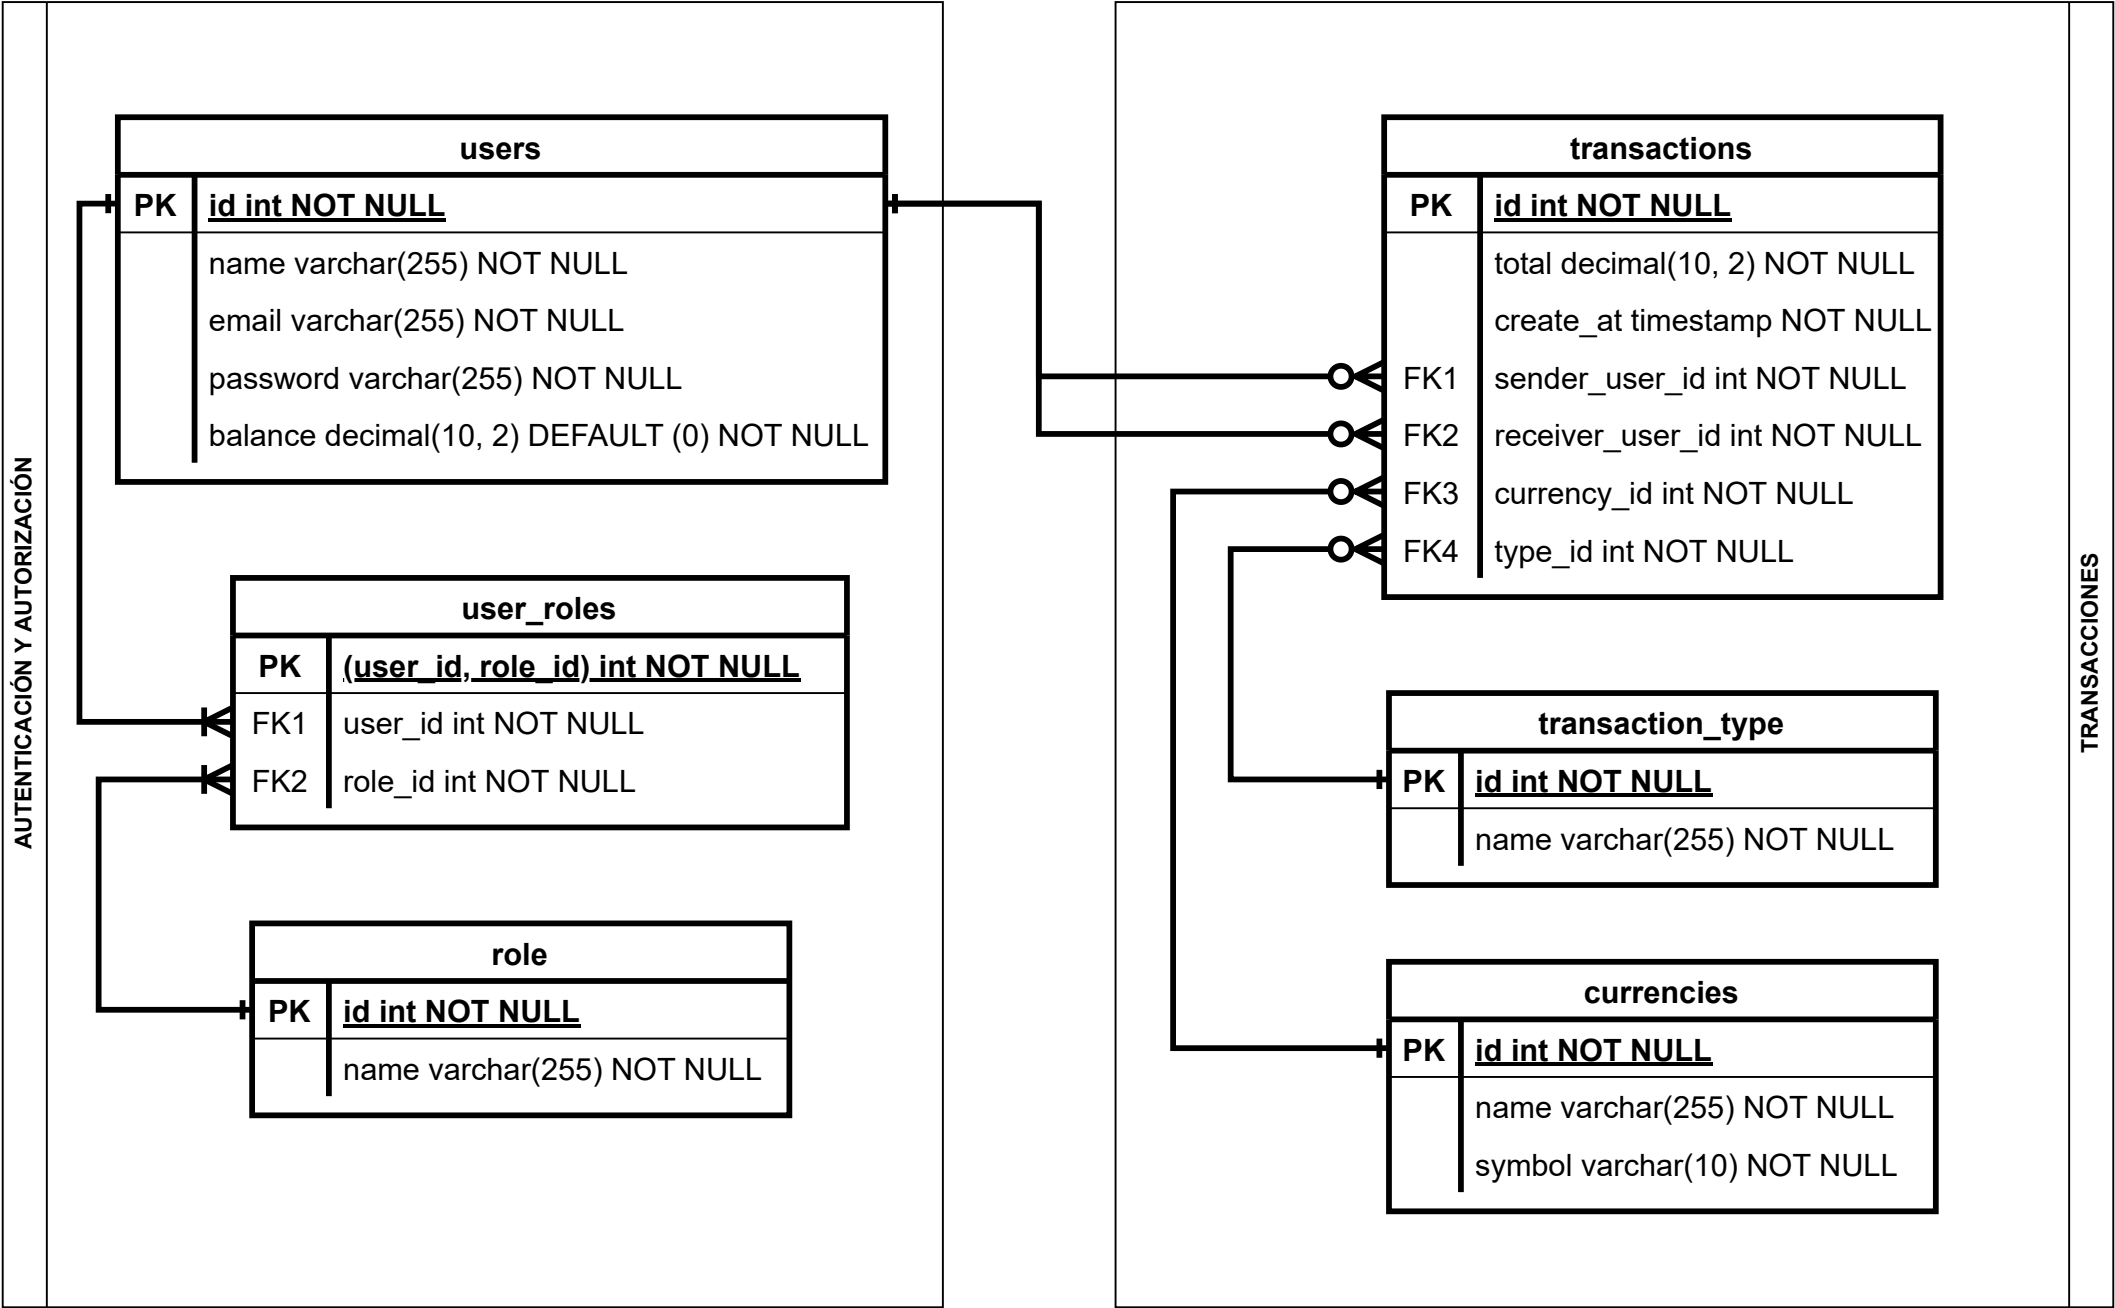 AUTENTICACIÓN Y AUTORIZACIÓN
users
PK id int NOT NULL
name varchar(255) NOT NULL
email varchar(255) NOT NULL
password varchar(255) NOT NULL
balance decimal(10, 2) DEFAULT (0) NOT NULL
user_roles
PK (user_id, role_id) int NOT NULL
FK1 user_id int NOT NULL
FK2 role_id int NOT NULL
role
PK id int NOT NULL
name varchar(255) NOT NULL
transactions
PK id int NOT NULL
total decimal(10, 2) NOT NULL
create_at timestamp NOT NULL
FK1 sender_user_id int NOT NULL
FK2 receiver_user_id int NOT NULL
FK3 currency_id int NOT NULL
FK4 type_id int NOT NULL
transaction_type
PK id int NOT NULL
name varchar(255) NOT NULL
currencies
PK id int NOT NULL
name varchar(255) NOT NULL
symbol varchar(10) NOT NULL
TRANSACCIONES